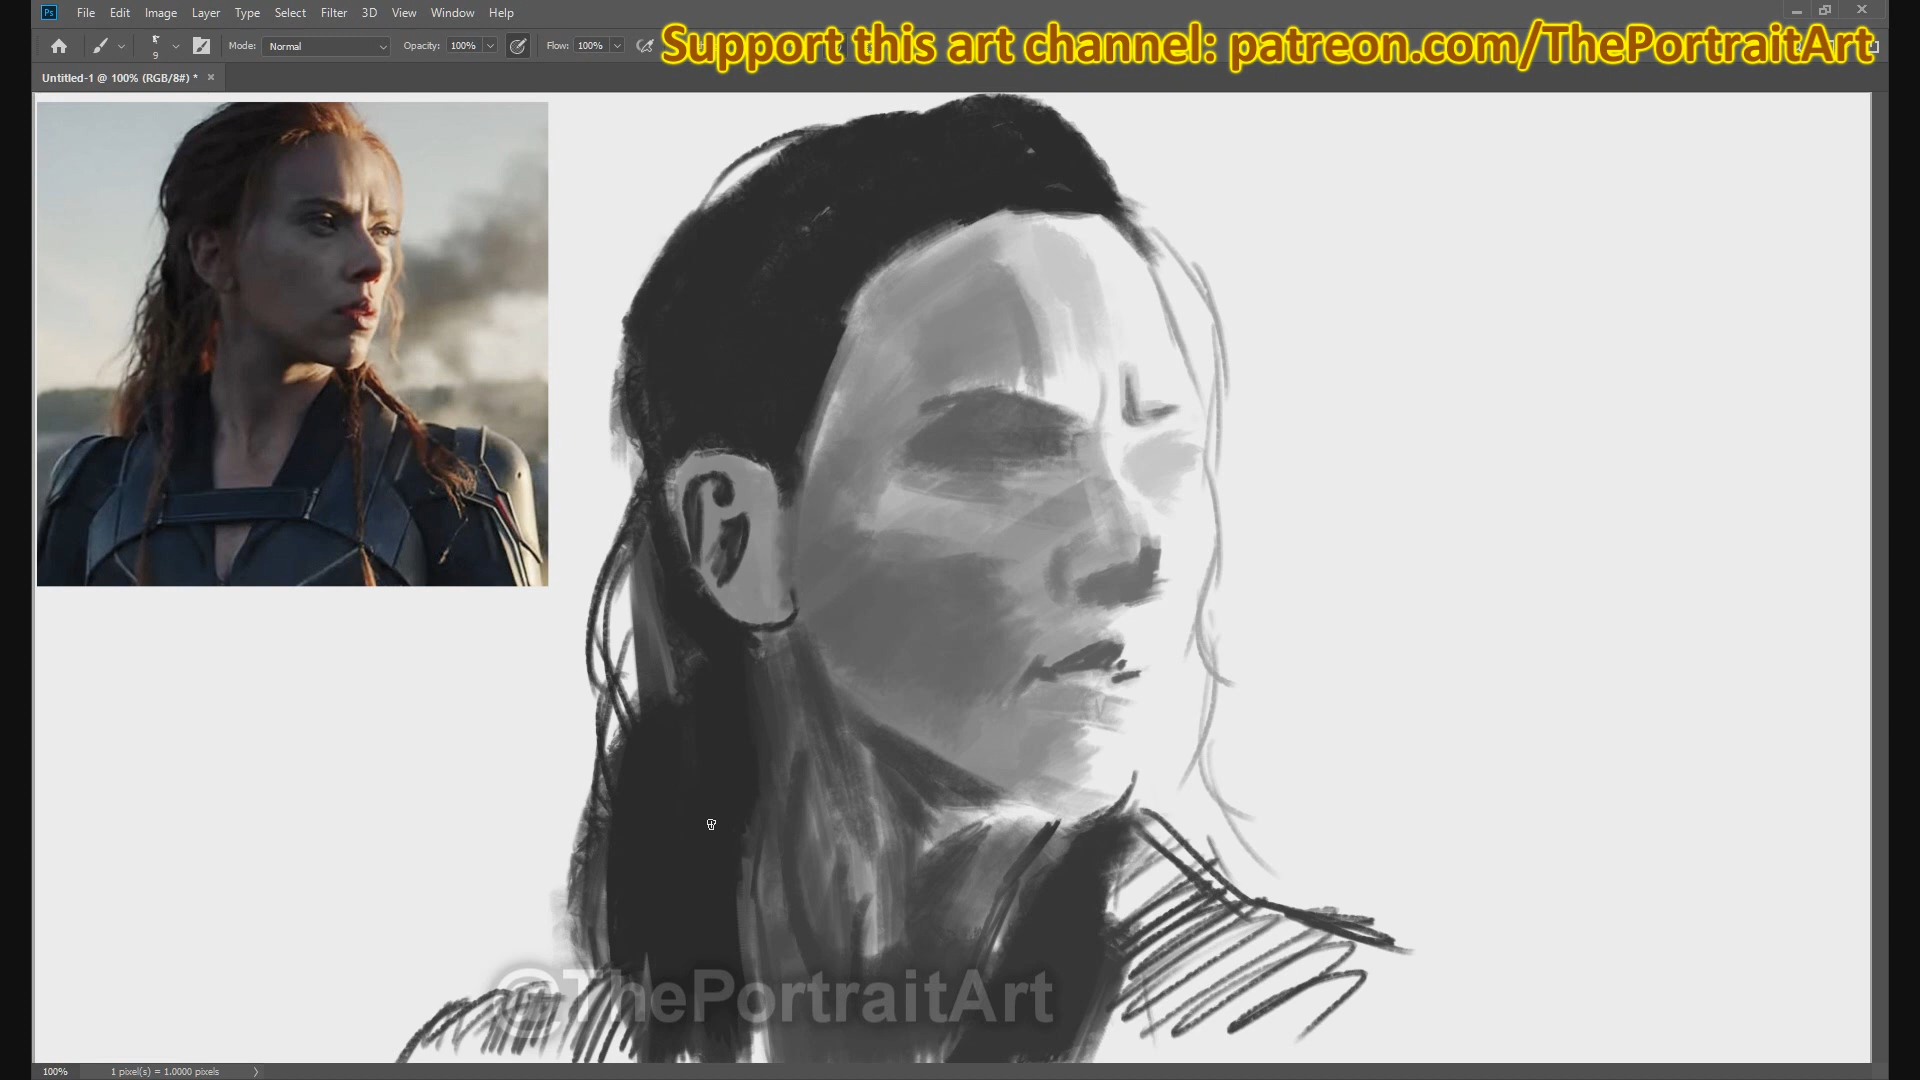 Ps File Edit Image Layer Type Select Filter 3D View Window Help
Support this art channel: patreon.com/ThePortraitArt
9 Mode: Normal Opacity: 100% Flow: 100%
Untitled-1 @ 100% (RGB/8#) * ×
@ThePortraitArt
100% 1 pixel(s) = 1.0000 pixels